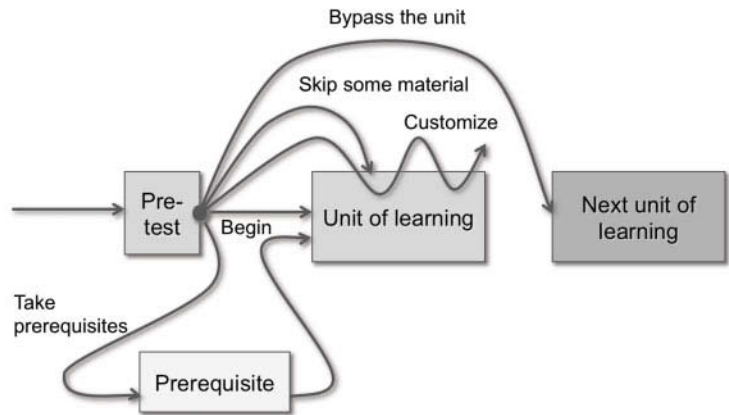 Bypass the unit
Skip some material
Customize
Pre-
test
Begin
Unit of learning
Next unit of
learning
Take
prerequisites
Prerequisite